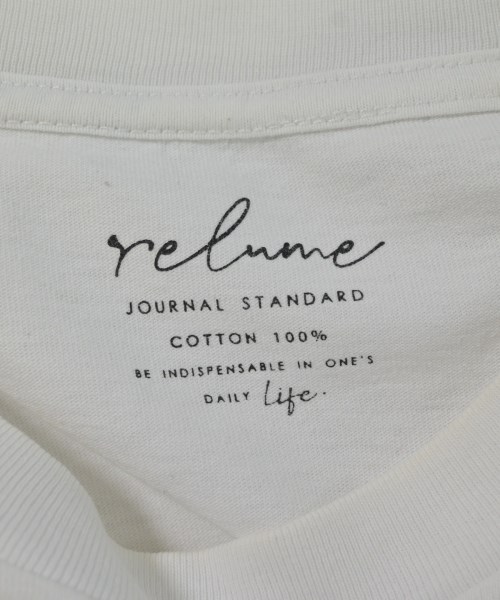 relume
JOURNAL STANDARD
COTTON 100%
BE INDISPENSABLE IN ONE'S
DAILY Life.